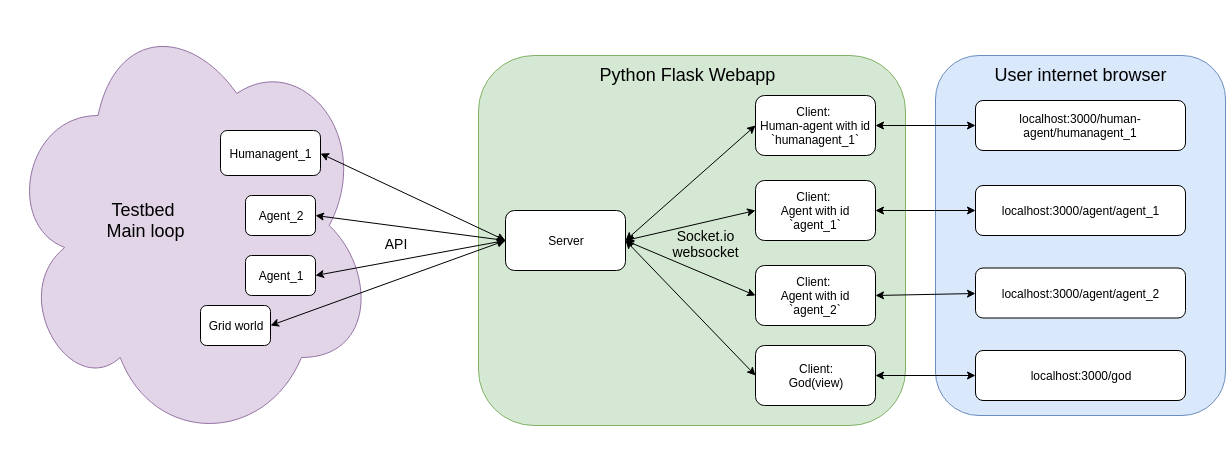 Testbed
Main loop
Humanagent_1
Agent_2
Agent_1
Grid world
API
Python Flask Webapp
Server
Socket.io
websocket
Client:
Human-agent with id
`humanagent_1`
Client:
Agent with id
`agent_1`
Client:
Agent with id
`agent_2`
Client:
God(view)
User internet browser
localhost:3000/human-
agent/humanagent_1
localhost:3000/agent/agent_1
localhost:3000/agent/agent_2
localhost:3000/god